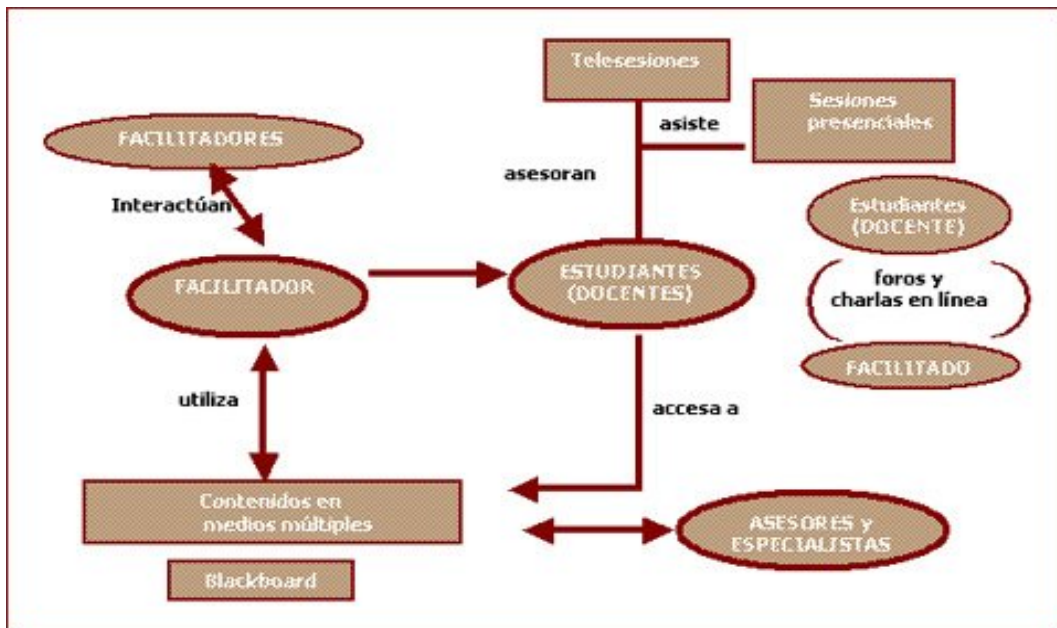 Telesesiones
Sesiones
presenciales
asiste
FACILITADORES
asesoran
Interactúan
Estudiantes
(DOCENTE)
FACILITADOR
ESTUDIANTES
(DOCENTES)
foros y
charlas en línea
FACILITADO
utiliza
accesa a
Contenidos en
medios múltiples
ASESORES y
ESPECIALISTAS
Blackboard